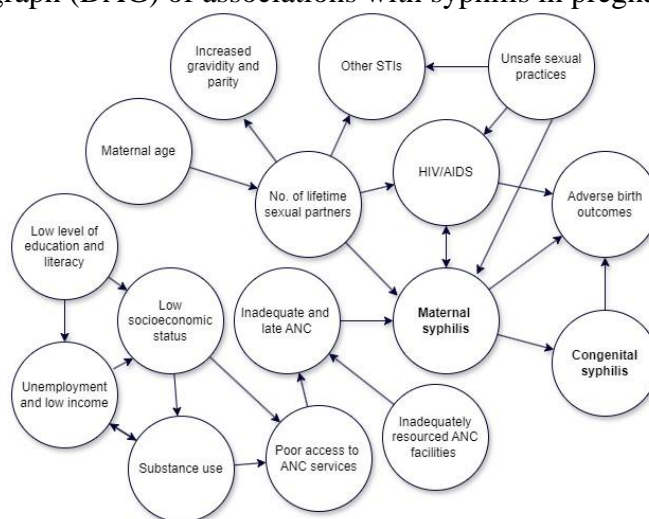 graph (DAG) of associations with syphilis in
Increased
gravidity and
parity
Other STIs
Unsafe sexual
practices
Maternal age
No. of lifetime
sexual partners
HIV/AIDS
Adverse birth
outcomes
Low level of
education and
literacy
Low
socioeconomic
status
Inadequate and
late ANC
Maternal
syphilis
Congenital
syphilis
Unemployment
and low income
Substance use
Poor access to
ANC services
Inadequately
resourced ANC
facilities